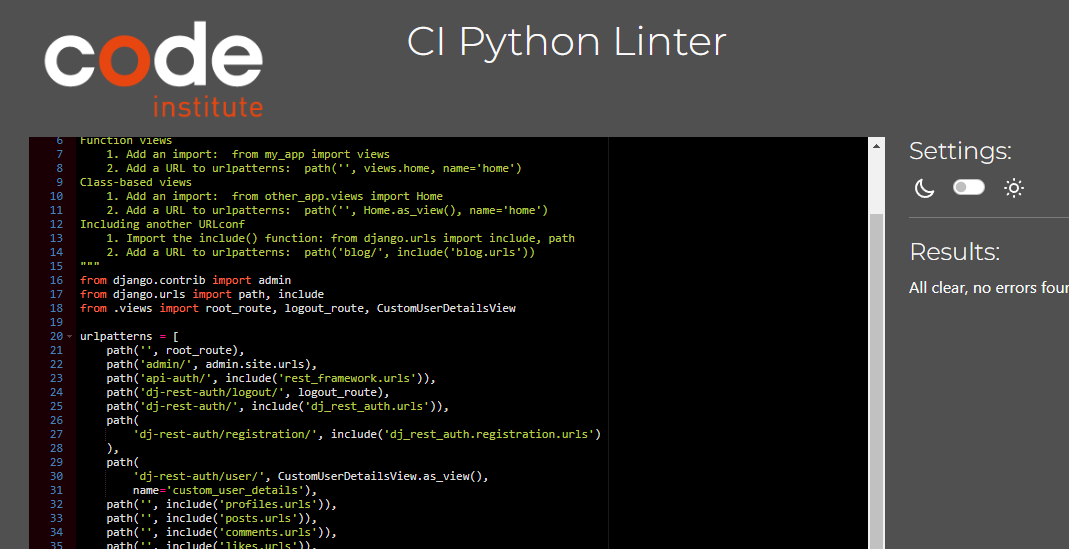 code
institute
CI Python Linter
6 Function views
7     1. Add an import:  from my_app import views
8     2. Add a URL to urlpatterns:  path('', views.home, name='home')
9 Class-based views
10     1. Add an import:  from other_app.views import Home
11     2. Add a URL to urlpatterns:  path('', Home.as_view(), name='home')
12 Including another URLconf
13     1. Import the include() function: from django.urls import include, path
14     2. Add a URL to urlpatterns:  path('blog/', include('blog.urls'))
15 """
16 from django.contrib import admin
17 from django.urls import path, include
18 from .views import root_route, logout_route, CustomUserDetailsView
19
20 urlpatterns = [
21     path('', root_route),
22     path('admin/', admin.site.urls),
23     path('api-auth/', include('rest_framework.urls')),
24     path('dj-rest-auth/logout/', logout_route),
25     path('dj-rest-auth/', include('dj_rest_auth.urls')),
26     path(
27         'dj-rest-auth/registration/', include('dj_rest_auth.registration.urls')
28     ),
29     path(
30         'dj-rest-auth/user/', CustomUserDetailsView.as_view(),
31         name='custom_user_details'),
32     path('', include('profiles.urls')),
33     path('', include('posts.urls')),
34     path('', include('comments.urls')),
35     path('', include('likes.urls')),
Settings:
Results:
All clear, no errors four